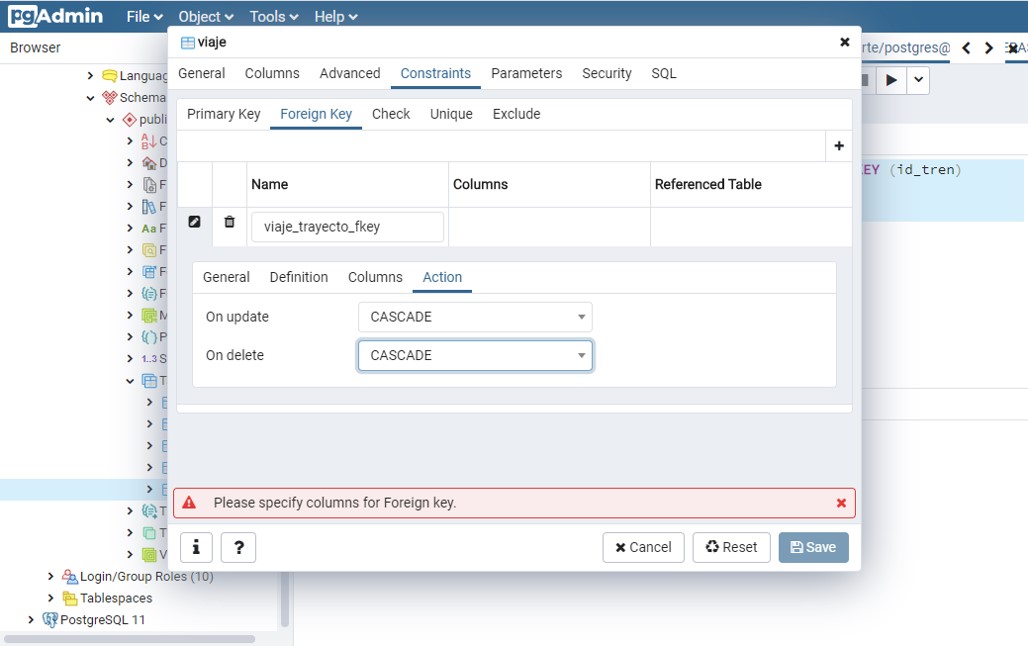 pgAdmin File Object Tools Help
Browser
viaje
rte/postgres@
General Columns Advanced Constraints Parameters Security SQL
Primary Key Foreign Key Check Unique Exclude
Name Columns Referenced Table
viaje_trayecto_fkey
EY (id_tren)
General Definition Columns Action
On update CASCADE
On delete CASCADE
Please specify columns for Foreign key.
i ? Cancel Reset Save
Languag
Schema
publi
C
D
F
F
Aa F
F
F
F
M
P
1..3 S
T
T
T
V
Login/Group Roles (10)
Tablespaces
PostgreSQL 11